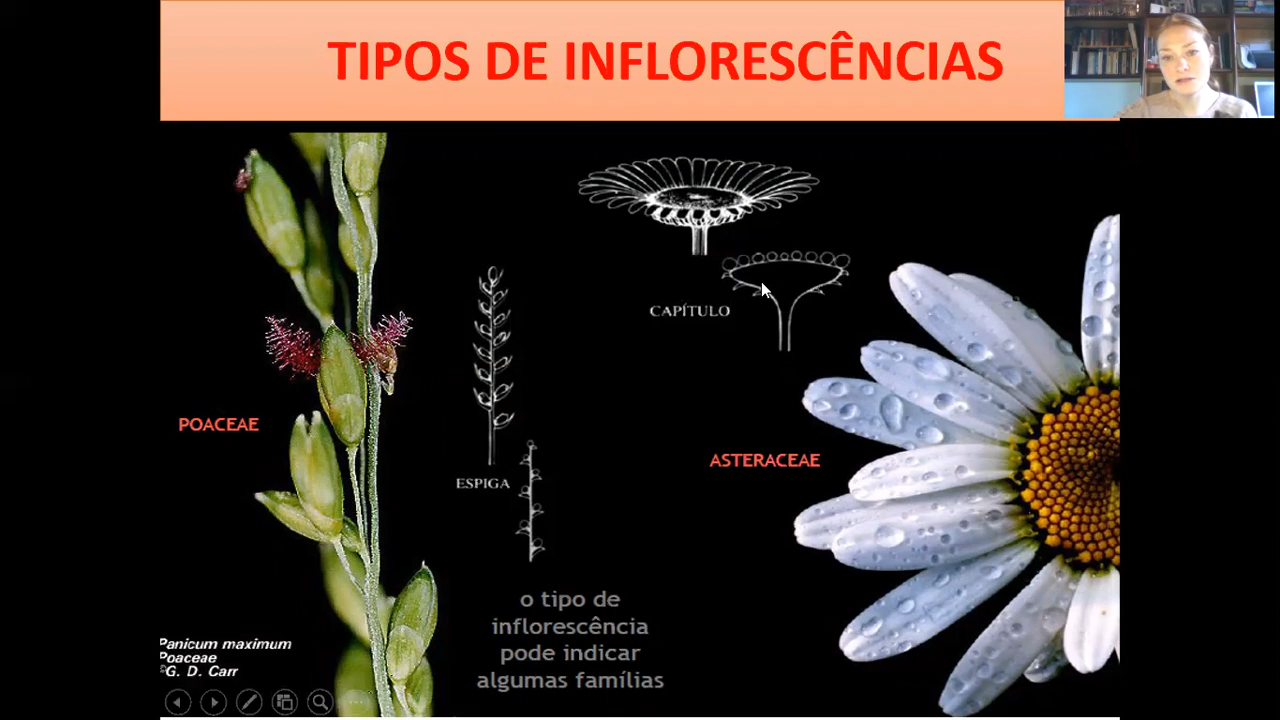 TIPOS DE INFLORESCÊNCIAS
CAPÍTULO
POACEAE
ASTERACEAE
ESPIGA
o tipo de
inflorescência
pode indicar
algumas famílias
Panicum maximum
Poaceae
©G. D. Carr